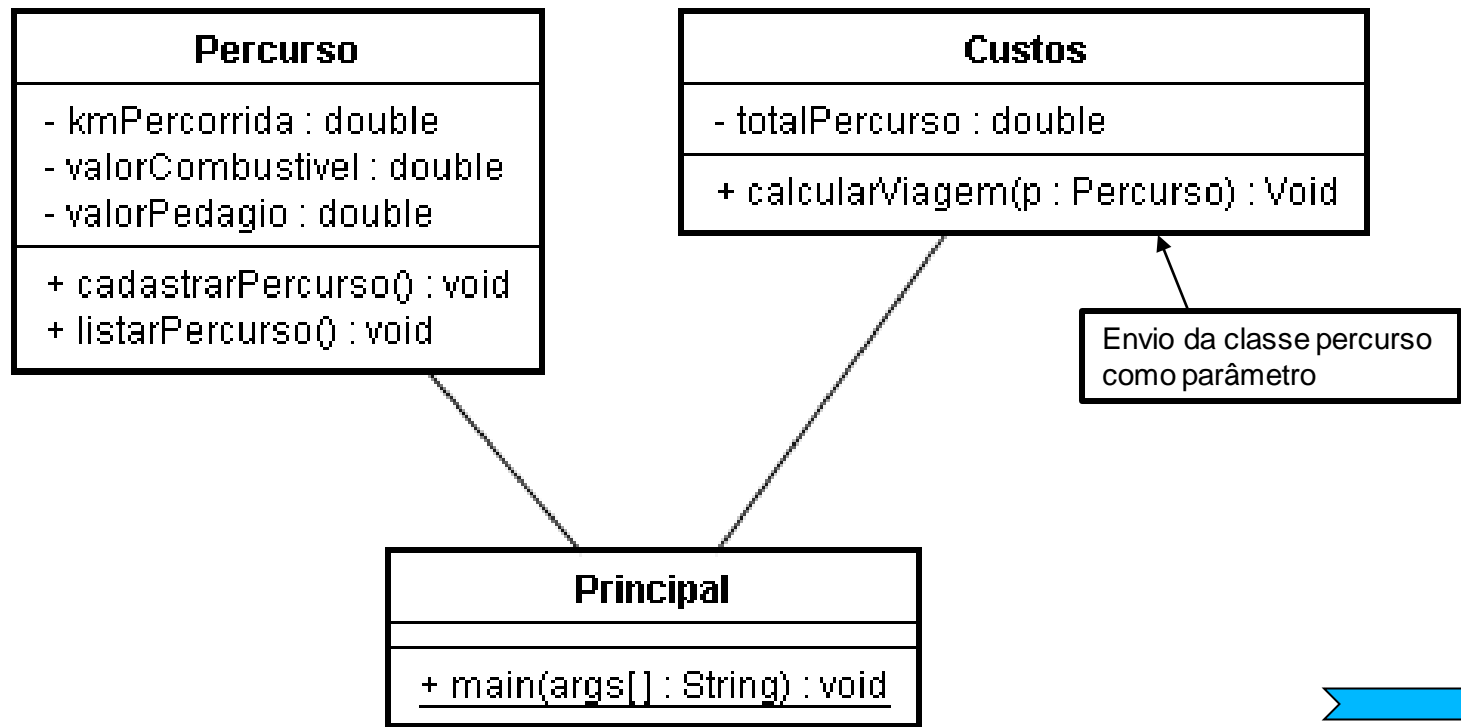 Percurso
- kmPercorrida : double
- valorCombustivel : double
- valorPedagio : double
+ cadastrarPercurso() : void
+ listarPercurso() : void
Custos
- totalPercurso : double
+ calcularViagem(p : Percurso) : Void
Envio da classe percurso
como parâmetro
Principal
+ main(args[] : String) : void